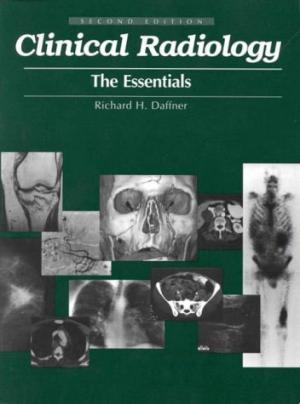 SECOND EDITION
Clinical Radiology
The Essentials
Richard H. Daffner